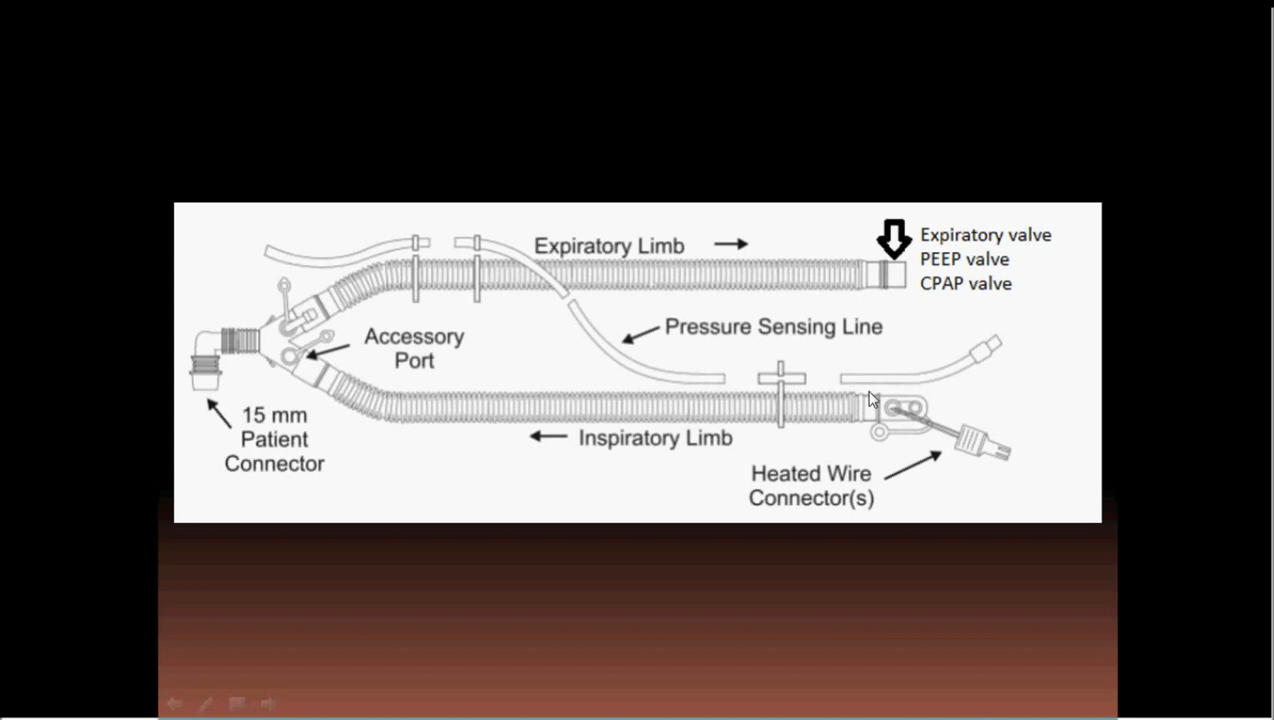 Expiratory Limb
Expiratory valve
PEEP valve
CPAP valve
Pressure Sensing Line
Accessory
Port
15 mm
Patient
Connector
Inspiratory Limb
Heated Wire
Connector(s)